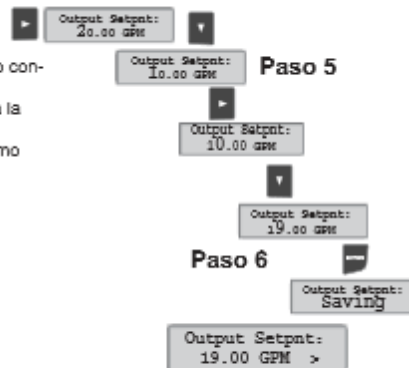 Output Setpnt:
20.00 GPM
o con-
Output Setpnt:
10.00 GPM
Paso 5
a la
mo
Output Setpnt:
10.00 GPM
Output Setpnt:
19.00 GPM
Paso 6
Output Setpnt:
Saving
Output Setpnt:
19.00 GPM >